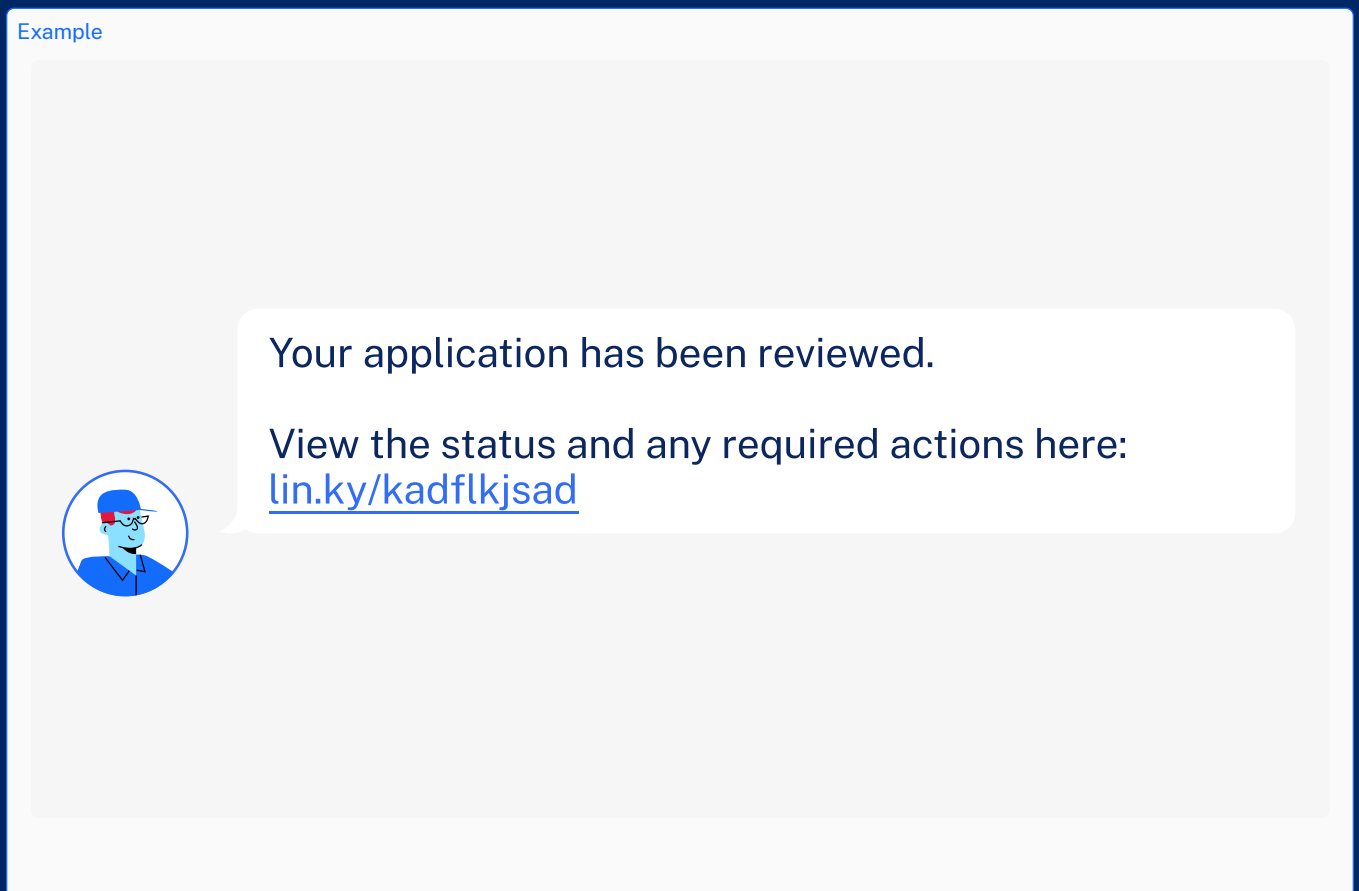 Example
Your application has been reviewed.
View the status and any required actions here:
lin.ky/kadflkjsad